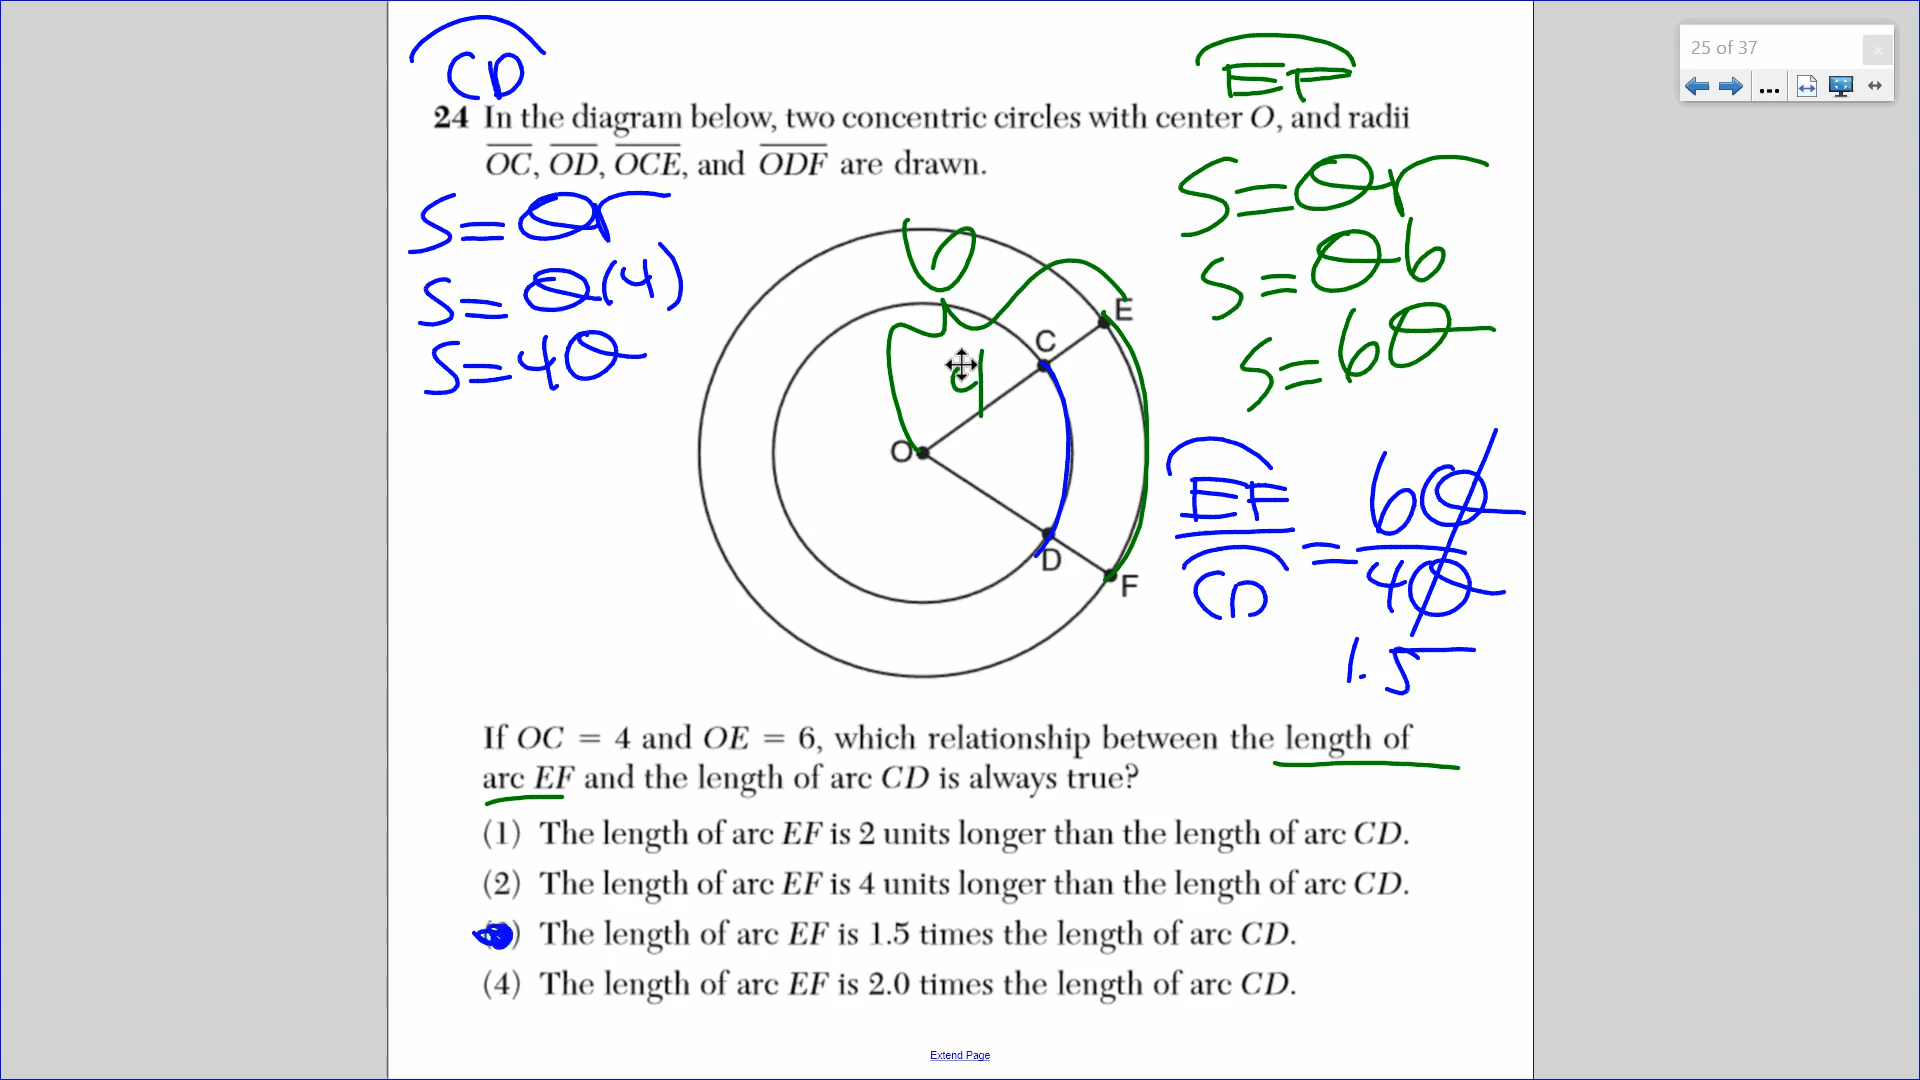 25 of 37
CD
EF
24 In the diagram below, two concentric circles with center O, and radii
OC, OD, OCE, and ODF are drawn.
S=θr
S=θ(4)
S=4θ
S=θr
S=θ6
S=6θ
6
4
E
C
O
D
F
EF/CD = 6θ/4θ
1.5
If OC = 4 and OE = 6, which relationship between the length of
arc EF and the length of arc CD is always true?
(1) The length of arc EF is 2 units longer than the length of arc CD.
(2) The length of arc EF is 4 units longer than the length of arc CD.
) The length of arc EF is 1.5 times the length of arc CD.
(4) The length of arc EF is 2.0 times the length of arc CD.
Extend Page